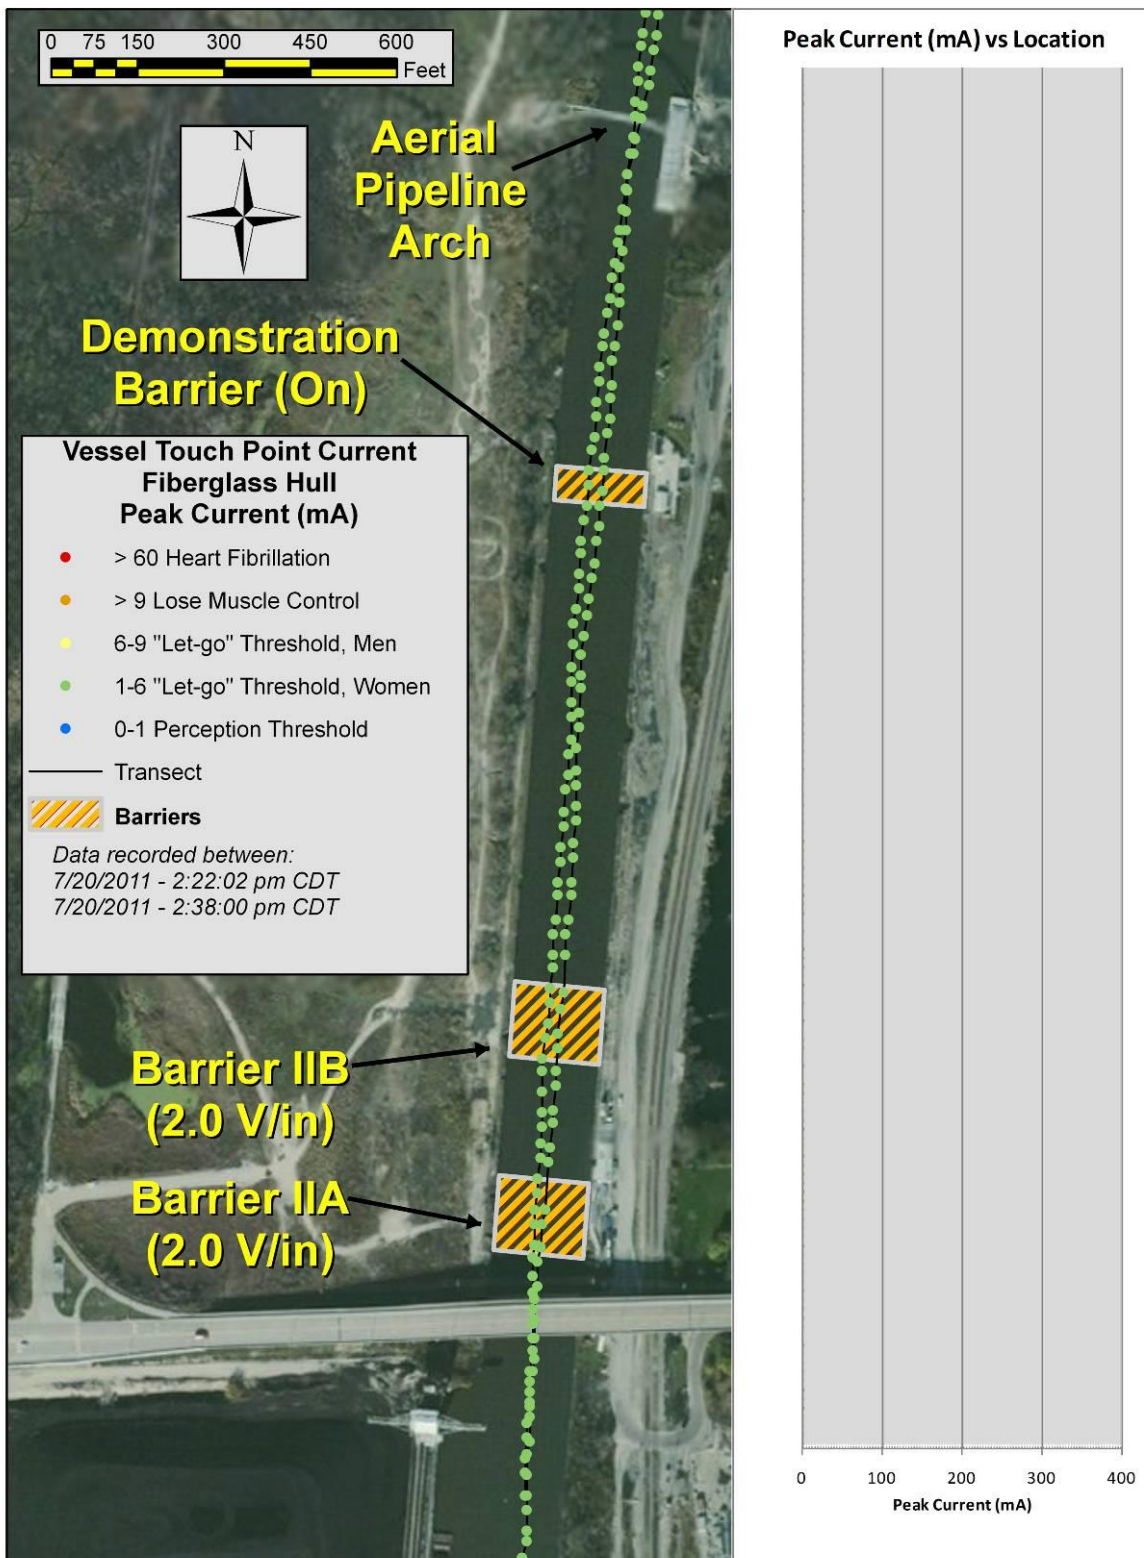 0 75 150 300 450 600
Feet
N
Aerial
Pipeline
Arch
Demonstration
Barrier (On)
Vessel Touch Point Current
Fiberglass Hull
Peak Current (mA)
> 60 Heart Fibrillation
> 9 Lose Muscle Control
6-9 "Let-go" Threshold, Men
1-6 "Let-go" Threshold, Women
0-1 Perception Threshold
Transect
Barriers
Data recorded between:
7/20/2011 - 2:22:02 pm CDT
7/20/2011 - 2:38:00 pm CDT
Barrier IIB
(2.0 V/in)
Barrier IIA
(2.0 V/in)
Peak Current (mA) vs Location
0 100 200 300 400
Peak Current (mA)